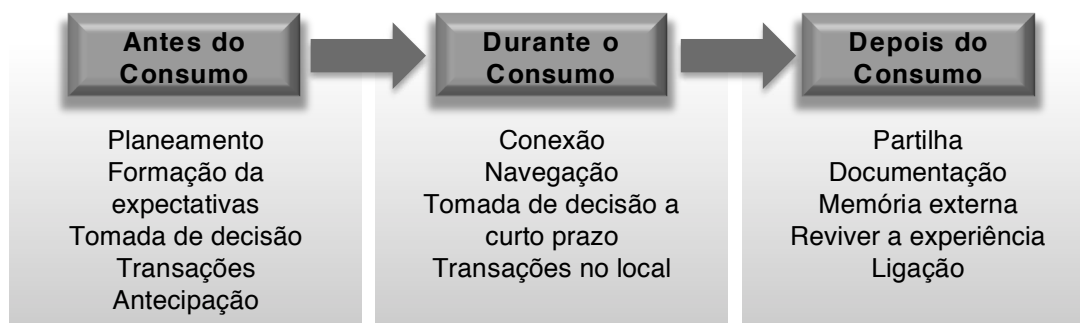 Antes do
Consumo
Planeamento
Formação da
expectativas
Tomada de decisão
Transações
Antecipação
Durante o
Consumo
Conexão
Navegação
Tomada de decisão a
curto prazo
Transações no local
Depois do
Consumo
Partilha
Documentação
Memória externa
Reviver a experiência
Ligação